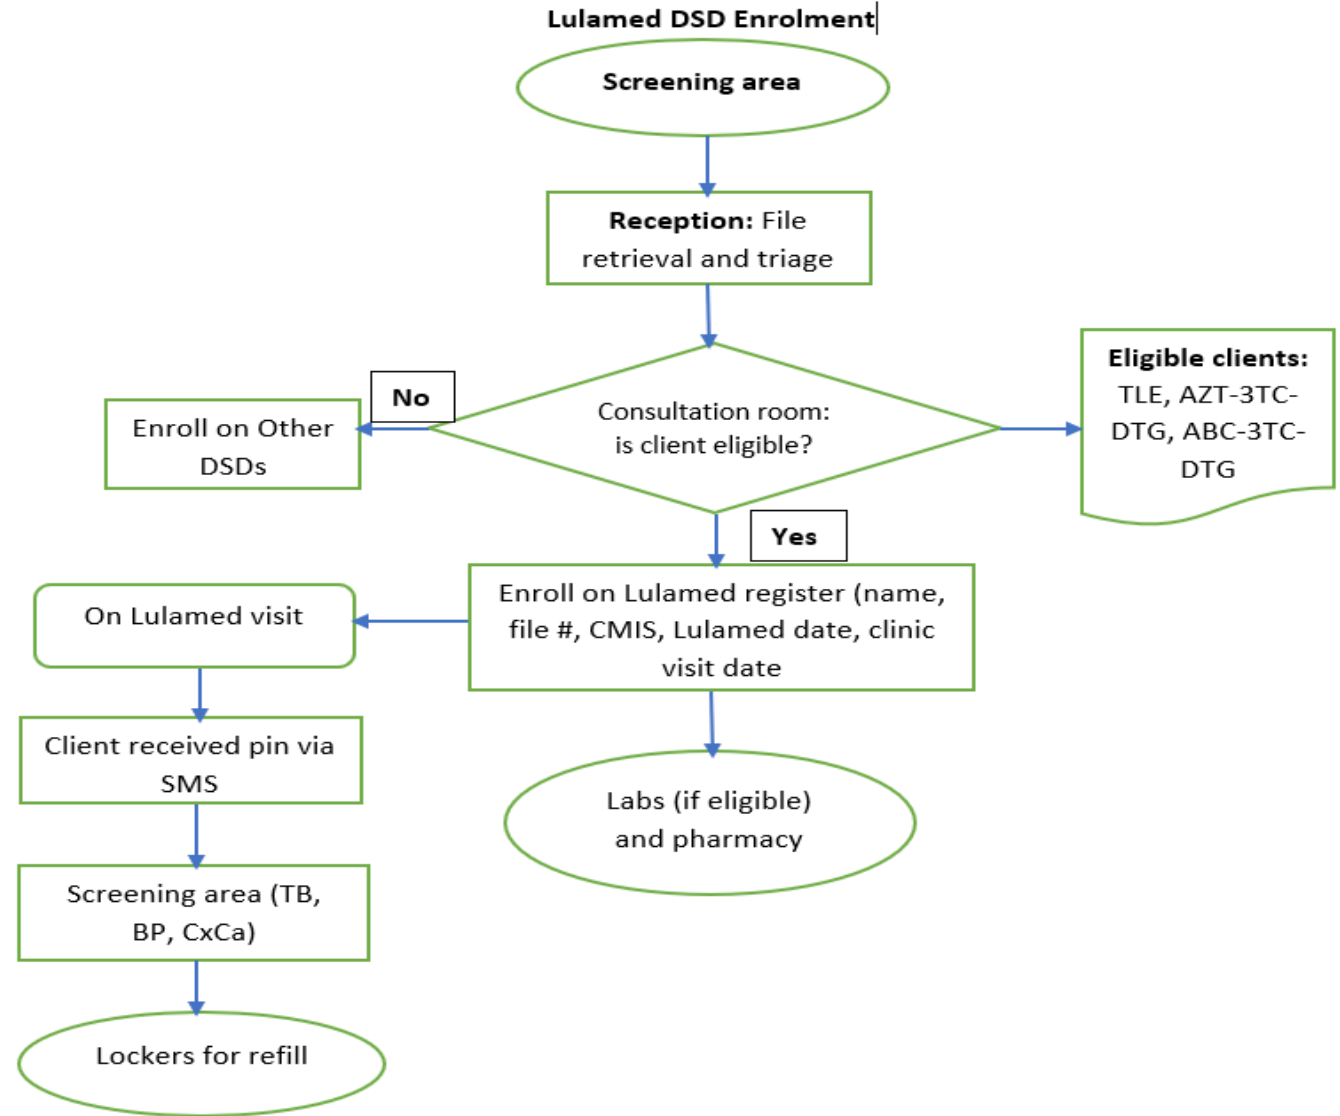 Lulamed DSD Enrolment
Screening area
Reception: File
retrieval and triage
No
Enroll on Other
DSDs
Consultation room:
is client eligible?
Eligible clients:
TLE, AZT-3TC-
DTG, ABC-3TC-
DTG
Yes
Enroll on Lulamed register (name,
file #, CMIS, Lulamed date, clinic
visit date
On Lulamed visit
Client received pin via
SMS
Labs (if eligible)
and pharmacy
Screening area (TB,
BP, CxCa)
Lockers for refill